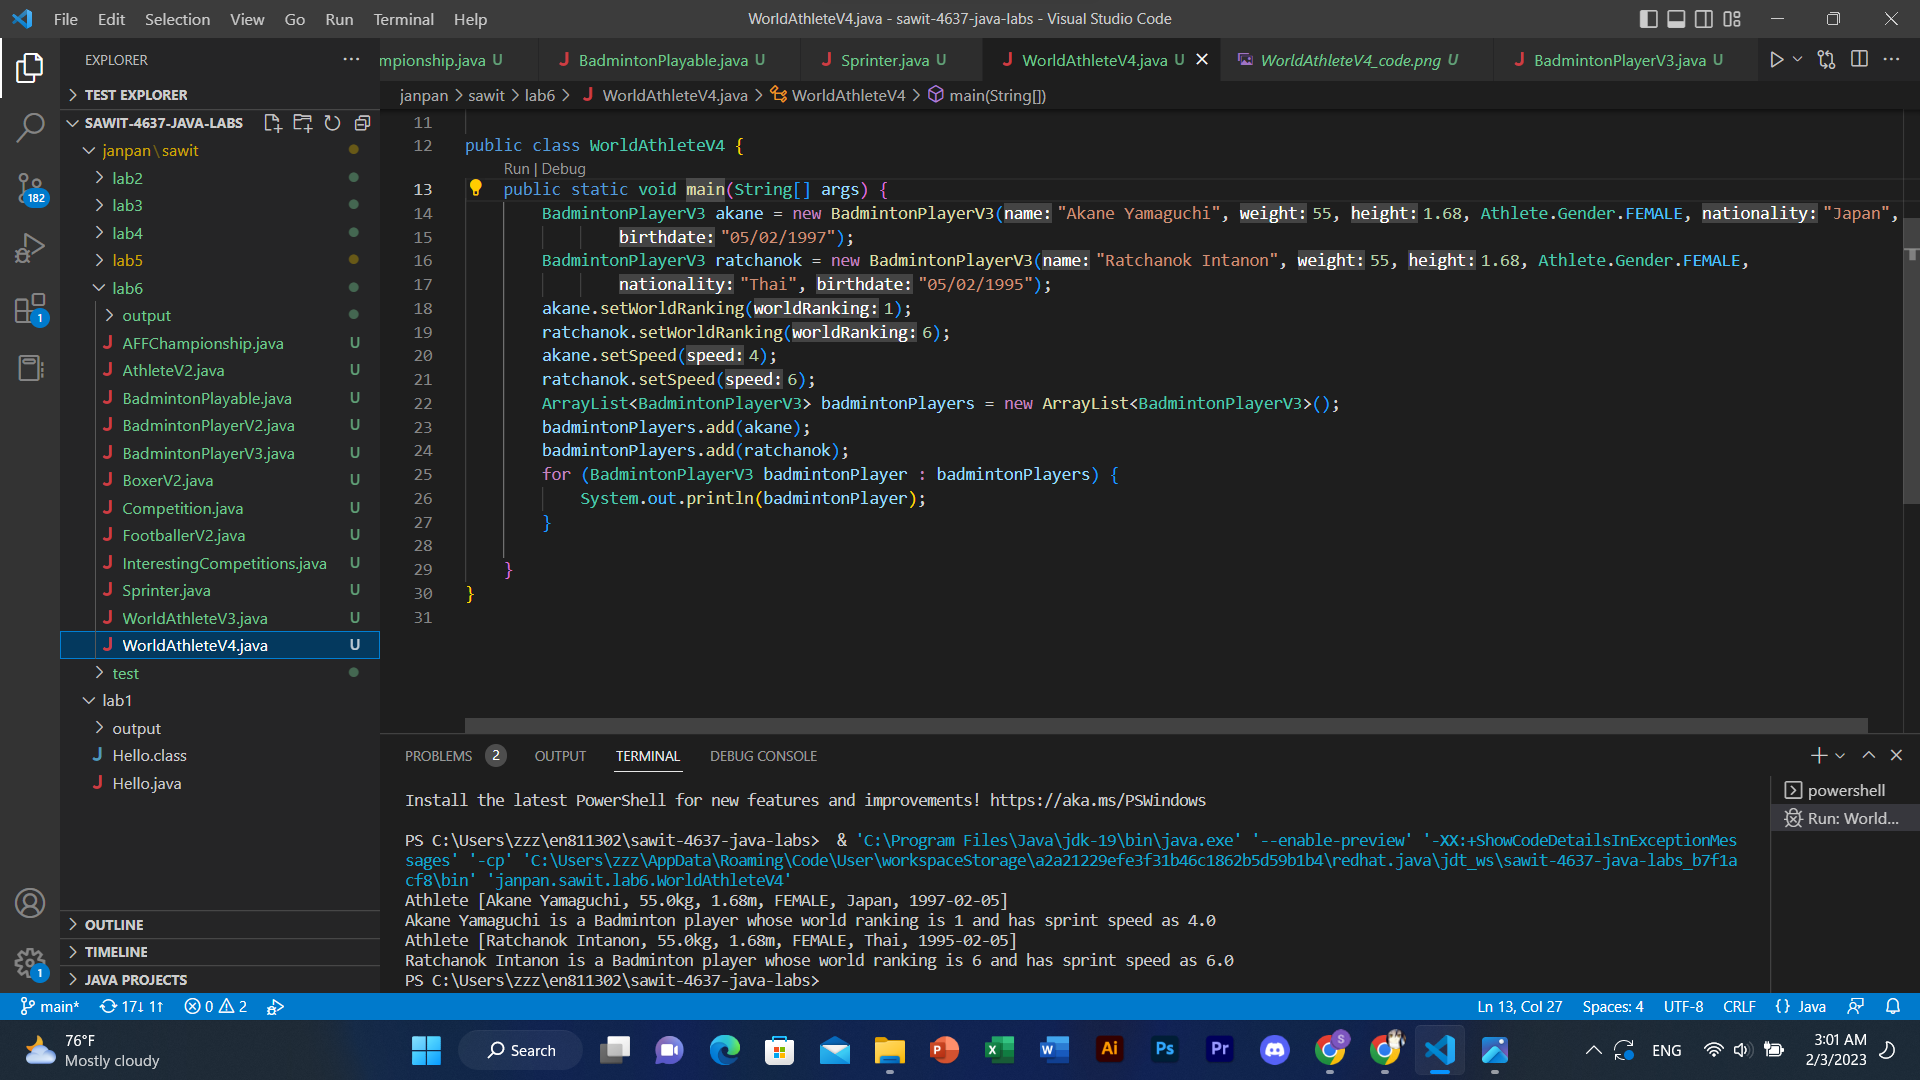 File Edit Selection View Go Run Terminal Help
WorldAthleteV4.java - sawit-4637-java-labs - Visual Studio Code
EXPLORER
mpionship.java U
BadmintonPlayable.java U
Sprinter.java U
WorldAthleteV4.java U
WorldAthleteV4_code.png U
BadmintonPlayerV3.java U
janpan > sawit > lab6 > WorldAthleteV4.java > WorldAthleteV4 > main(String[])
TEST EXPLORER
SAWIT-4637-JAVA-LABS
janpan\sawit
lab2
lab3
lab4
lab5
lab6
output
AFFChampionship.java U
AthleteV2.java U
BadmintonPlayable.java U
BadmintonPlayerV2.java U
BadmintonPlayerV3.java U
BoxerV2.java U
Competition.java U
FootballerV2.java U
InterestingCompetitions.java U
Sprinter.java U
WorldAthleteV3.java U
WorldAthleteV4.java U
test
lab1
output
Hello.class
Hello.java
OUTLINE
TIMELINE
JAVA PROJECTS
182
1
1
11
12 public class WorldAthleteV4 {
Run | Debug
13 public static void main(String[] args) {
14 BadmintonPlayerV3 akane = new BadmintonPlayerV3(name: "Akane Yamaguchi", weight: 55, height: 1.68, Athlete.Gender.FEMALE, nationality: "Japan",
15 birthdate: "05/02/1997");
16 BadmintonPlayerV3 ratchanok = new BadmintonPlayerV3(name: "Ratchanok Intanon", weight: 55, height: 1.68, Athlete.Gender.FEMALE,
17 nationality: "Thai", birthdate: "05/02/1995");
18 akane.setWorldRanking(worldRanking: 1);
19 ratchanok.setWorldRanking(worldRanking: 6);
20 akane.setSpeed(speed: 4);
21 ratchanok.setSpeed(speed: 6);
22 ArrayList<BadmintonPlayerV3> badmintonPlayers = new ArrayList<BadmintonPlayerV3>();
23 badmintonPlayers.add(akane);
24 badmintonPlayers.add(ratchanok);
25 for (BadmintonPlayerV3 badmintonPlayer : badmintonPlayers) {
26 System.out.println(badmintonPlayer);
27 }
28
29 }
30 }
31
PROBLEMS 2 OUTPUT TERMINAL DEBUG CONSOLE
Install the latest PowerShell for new features and improvements! https://aka.ms/PSWindows
PS C:\Users\zzz\en811302\sawit-4637-java-labs>  & 'C:\Program Files\Java\jdk-19\bin\java.exe' '--enable-preview' '-XX:+ShowCodeDetailsInExceptionMes
sages' '-cp' 'C:\Users\zzz\AppData\Roaming\Code\User\workspaceStorage\a2a21229efe3f31b46c1862b5d59b1b4\redhat.java\jdt_ws\sawit-4637-java-labs_b7f1a
cf8\bin' 'janpan.sawit.lab6.WorldAthleteV4'
Athlete [Akane Yamaguchi, 55.0kg, 1.68m, FEMALE, Japan, 1997-02-05]
Akane Yamaguchi is a Badminton player whose world ranking is 1 and has sprint speed as 4.0
Athlete [Ratchanok Intanon, 55.0kg, 1.68m, FEMALE, Thai, 1995-02-05]
Ratchanok Intanon is a Badminton player whose world ranking is 6 and has sprint speed as 6.0
PS C:\Users\zzz\en811302\sawit-4637-java-labs>
powershell
Run: World...
main* 17↓ 1↑ 0 2
Ln 13, Col 27 Spaces: 4 UTF-8 CRLF {} Java
76°F
Mostly cloudy
Search
P X W Ai Ps Pr S
ENG
3:01 AM
2/3/2023